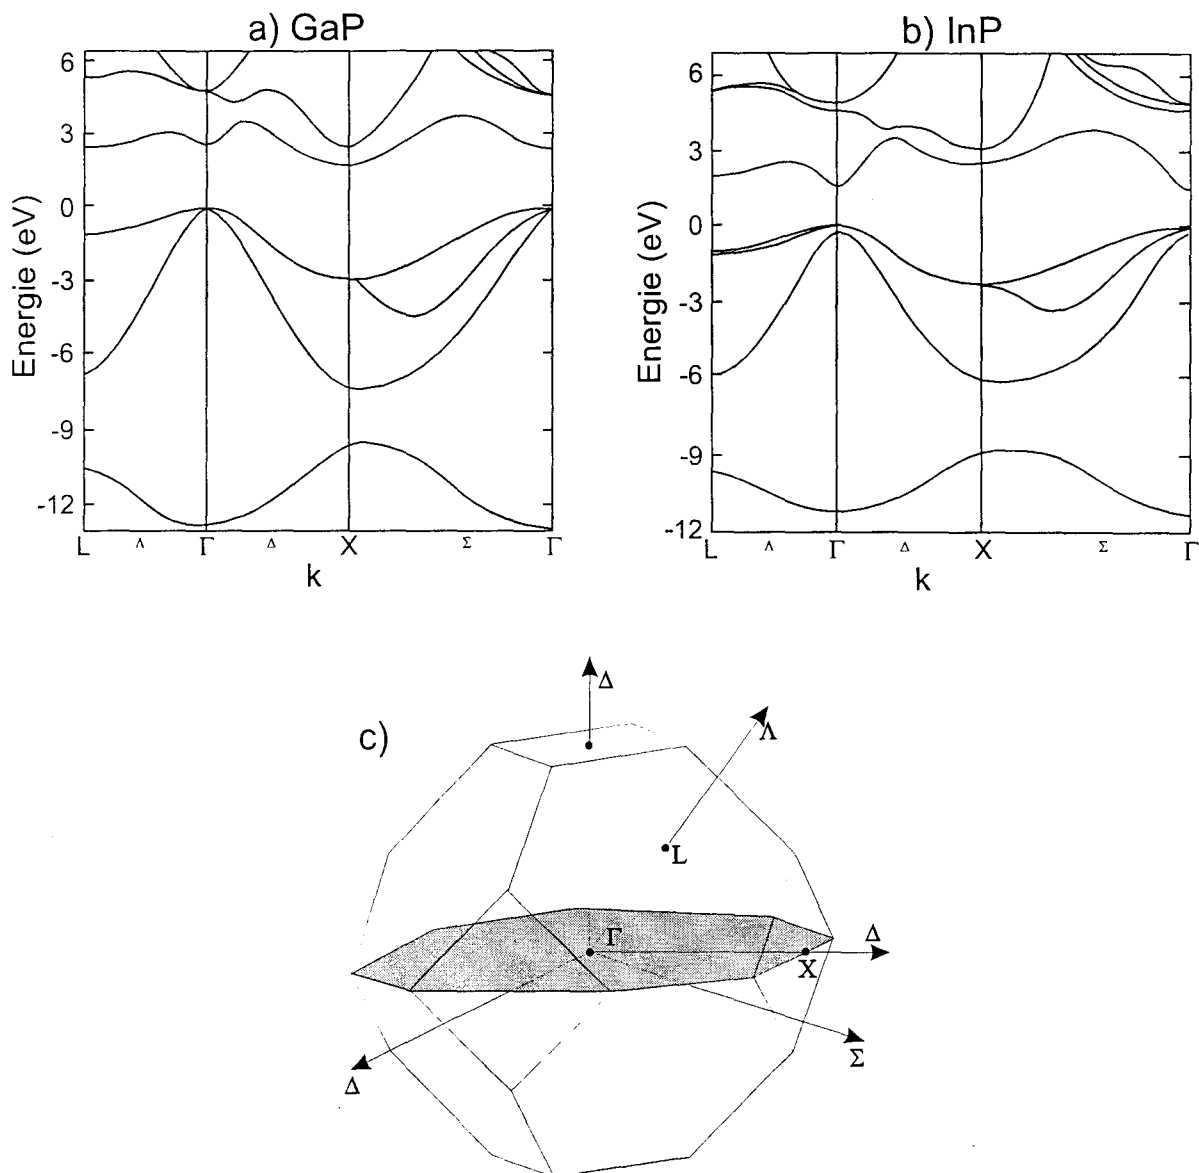 a) GaP
6
3
0
-3
-6
-9
-12
Energie (eV)
L Λ Γ Δ X Σ Γ
k
b) InP
6
3
0
-3
-6
-9
-12
Energie (eV)
L Λ Γ Δ X Σ Γ
k
c)
Δ
Λ
L
Γ
Δ
X
Σ
Δ